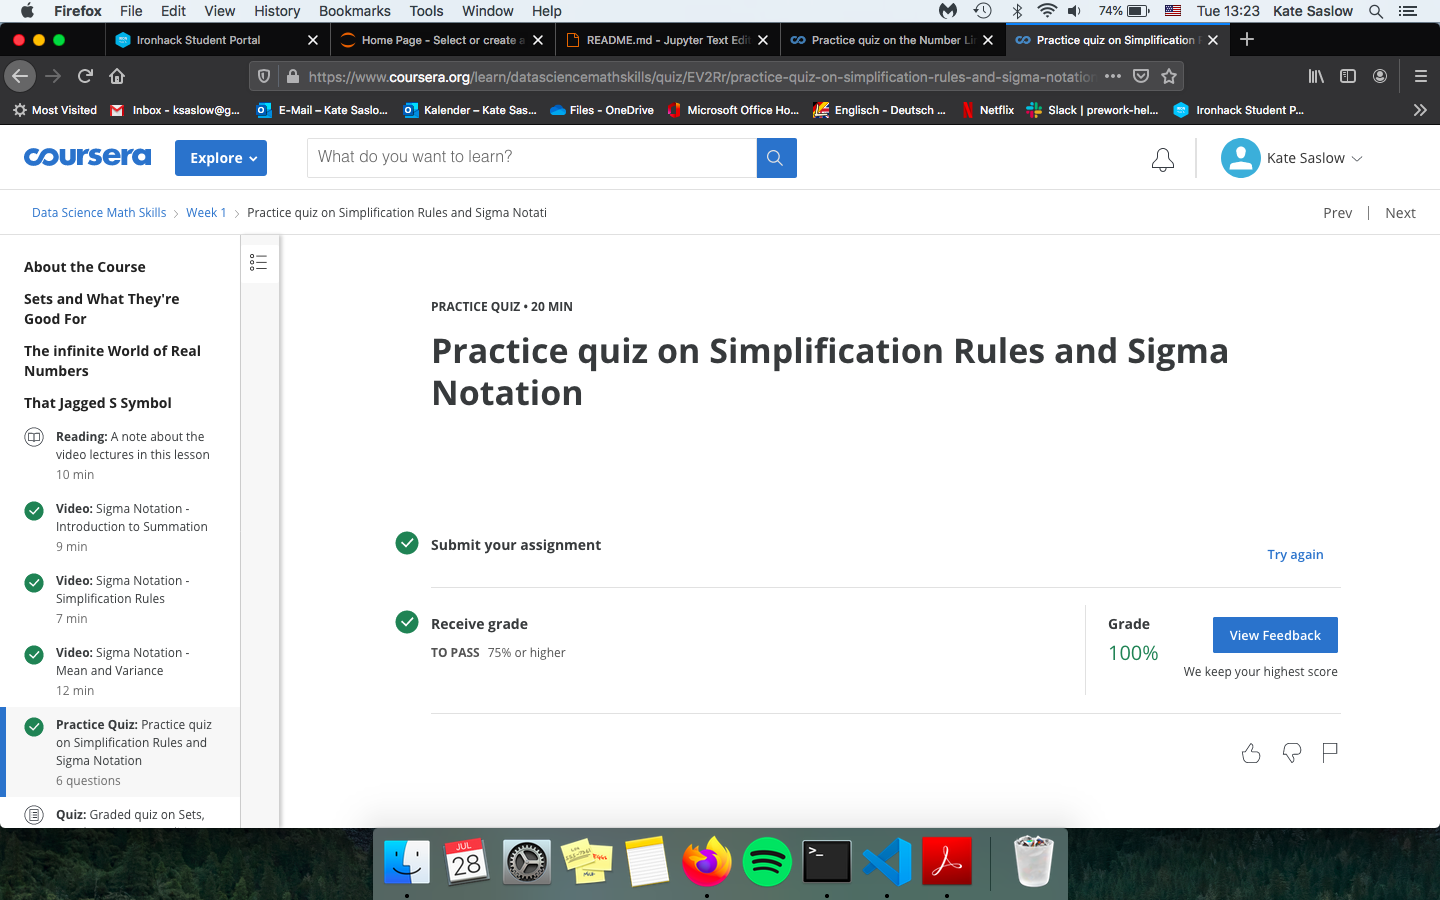 Firefox File Edit View History Bookmarks Tools Window Help 74% Tue 13:23 Kate Saslow
Ironhack Student Portal
Home Page - Select or create a
README.md - Jupyter Text Edit
Practice quiz on the Number Li
Practice quiz on Simplification
https://www.coursera.org/learn/datasciencemathskills/quiz/EV2Rr/practice-quiz-on-simplification-rules-and-sigma-notation
Most Visited Inbox - ksaslow@g... E-Mail – Kate Saslo... Kalender – Kate Sas... Files - OneDrive Microsoft Office Ho... Englisch - Deutsch ... Netflix Slack | prework-hel... Ironhack Student P...
coursera Explore What do you want to learn? Kate Saslow
Data Science Math Skills Week 1 Practice quiz on Simplification Rules and Sigma Notati Prev Next
About the Course
Sets and What They're
Good For
The infinite World of Real
Numbers
That Jagged S Symbol
Reading: A note about the
video lectures in this lesson
10 min
Video: Sigma Notation -
Introduction to Summation
9 min
Video: Sigma Notation -
Simplification Rules
7 min
Video: Sigma Notation -
Mean and Variance
12 min
Practice Quiz: Practice quiz
on Simplification Rules and
Sigma Notation
6 questions
Quiz: Graded quiz on Sets,
PRACTICE QUIZ • 20 MIN
Practice quiz on Simplification Rules and Sigma
Notation
Submit your assignment
Try again
Receive grade
TO PASS 75% or higher
Grade
100%
View Feedback
We keep your highest score
JUL
28